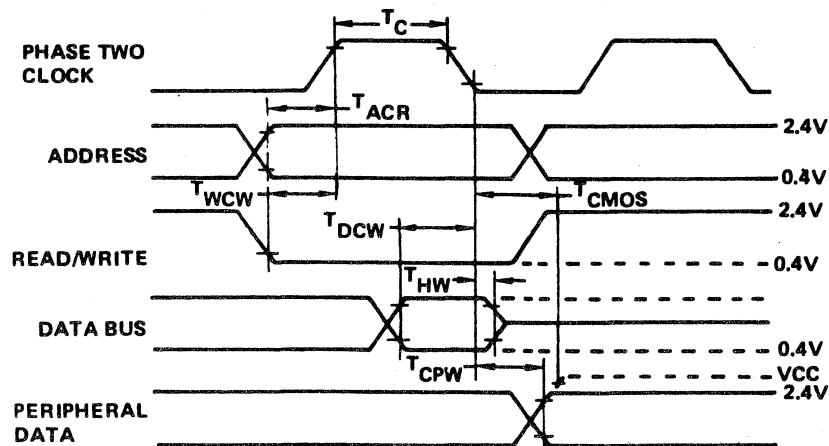 T_C
PHASE TWO
CLOCK
T_ACR
2.4V
ADDRESS
0.4V
T_WCW
T_CMOS
2.4V
T_DCW
READ/WRITE
0.4V
T_HW
DATA BUS
0.4V
T_CPW
VCC
2.4V
PERIPHERAL
DATA